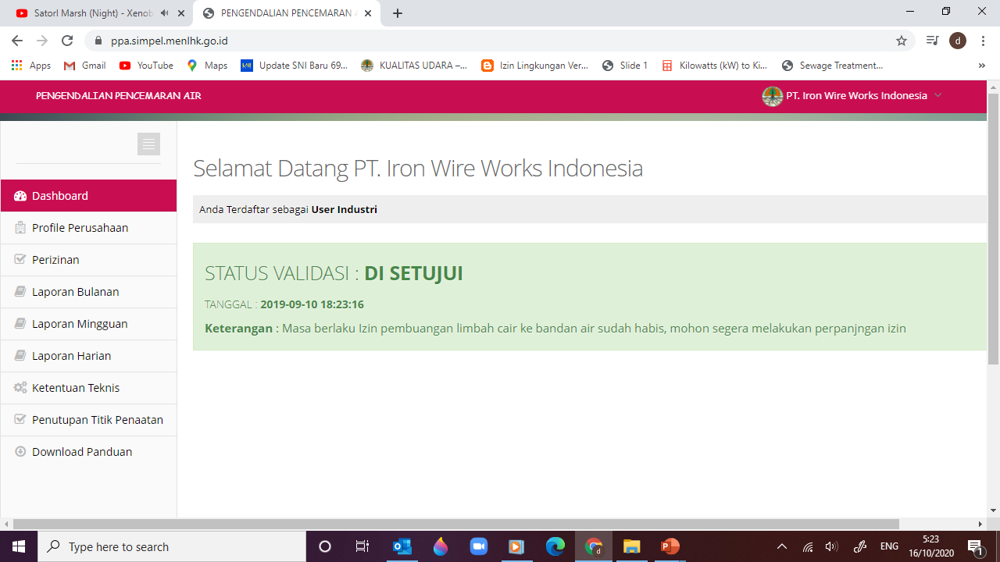 Satorl Marsh (Night) - Xenob
PENGENDALIAN PENCEMARAN A
ppa.simpel.menlhk.go.id
d
Apps
Gmail
YouTube
Maps
Update SNI Baru 69...
KUALITAS UDARA –...
Izin Lingkungan Ver...
Slide 1
Kilowatts (kW) to Ki...
Sewage Treatment...
»
PENGENDALIAN PENCEMARAN AIR
PT. Iron Wire Works Indonesia
Dashboard
Profile Perusahaan
Perizinan
Laporan Bulanan
Laporan Mingguan
Laporan Harian
Ketentuan Teknis
Penutupan Titik Penaatan
Download Panduan
Selamat Datang PT. Iron Wire Works Indonesia
Anda Terdaftar sebagai User Industri
STATUS VALIDASI : DI SETUJUI
TANGGAL : 2019-09-10 18:23:16
Keterangan : Masa berlaku Izin pembuangan limbah cair ke bandan air sudah habis, mohon segera melakukan perpanjngan izin
Type here to search
ENG
5:23
16/10/2020
1